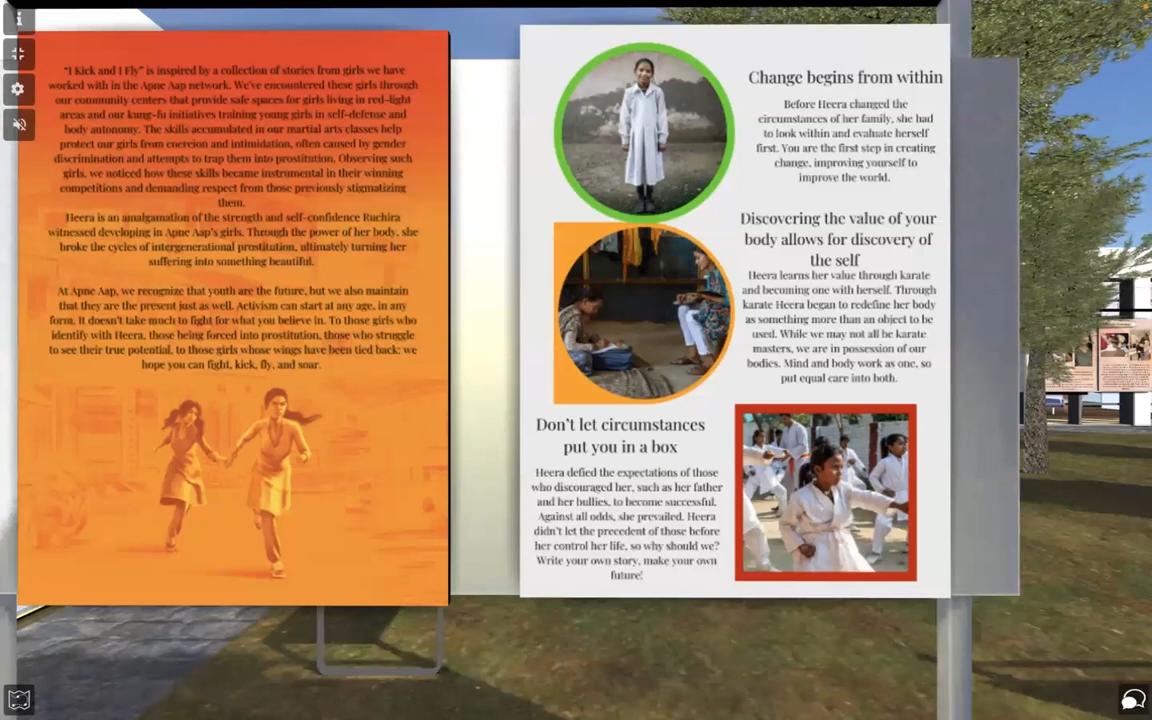 “I Kick and I Fly” is inspired by a collection of stories from girls we have
worked with in the Apne Aap network. We've encountered these girls through
our community centers that provide safe spaces for girls living in red-light
areas and our kung-fu initiatives training young girls in self-defense and
body autonomy. The skills accumulated in our martial arts classes help
protect our girls from coercion and intimidation, often caused by gender
discrimination and attempts to trap them into prostitution. Observing such
girls, we noticed how these skills became instrumental in their winning
competitions and demanding respect from those previously stigmatizing
them.
Heera is an amalgamation of the strength and self-confidence Ruchira
witnessed developing in Apne Aap's girls. Through the power of her body, she
broke the cycles of intergenerational prostitution, ultimately turning her
suffering into something beautiful.
At Apne Aap, we recognize that youth are the future, but we also maintain
that they are the present just as well. Activism can start at any age, in any
form. It doesn't take much to fight for what you believe in. To those girls who
identify with Heera, those being forced into prostitution, those who struggle
to see their true potential, to those girls whose wings have been tied back: we
hope you can fight, kick, fly, and soar.
Change begins from within
Before Heera changed the
circumstances of her family, she had
to look within and evaluate herself
first. You are the first step in creating
change, improving yourself to
improve the world.
Discovering the value of your
body allows for discovery of
the self
Heera learns her value through karate
and becoming one with herself. Through
karate Heera began to redefine her body
as something more than an object to be
used. While we may not all be karate
masters, we are in possession of our
bodies. Mind and body work as one, so
put equal care into both.
Don't let circumstances
put you in a box
Heera defied the expectations of those
who discouraged her, such as her father
and her bullies, to become successful.
Against all odds, she prevailed. Heera
didn't let the precedent of those before
her control her life, so why should we?
Write your own story, make your own
future!